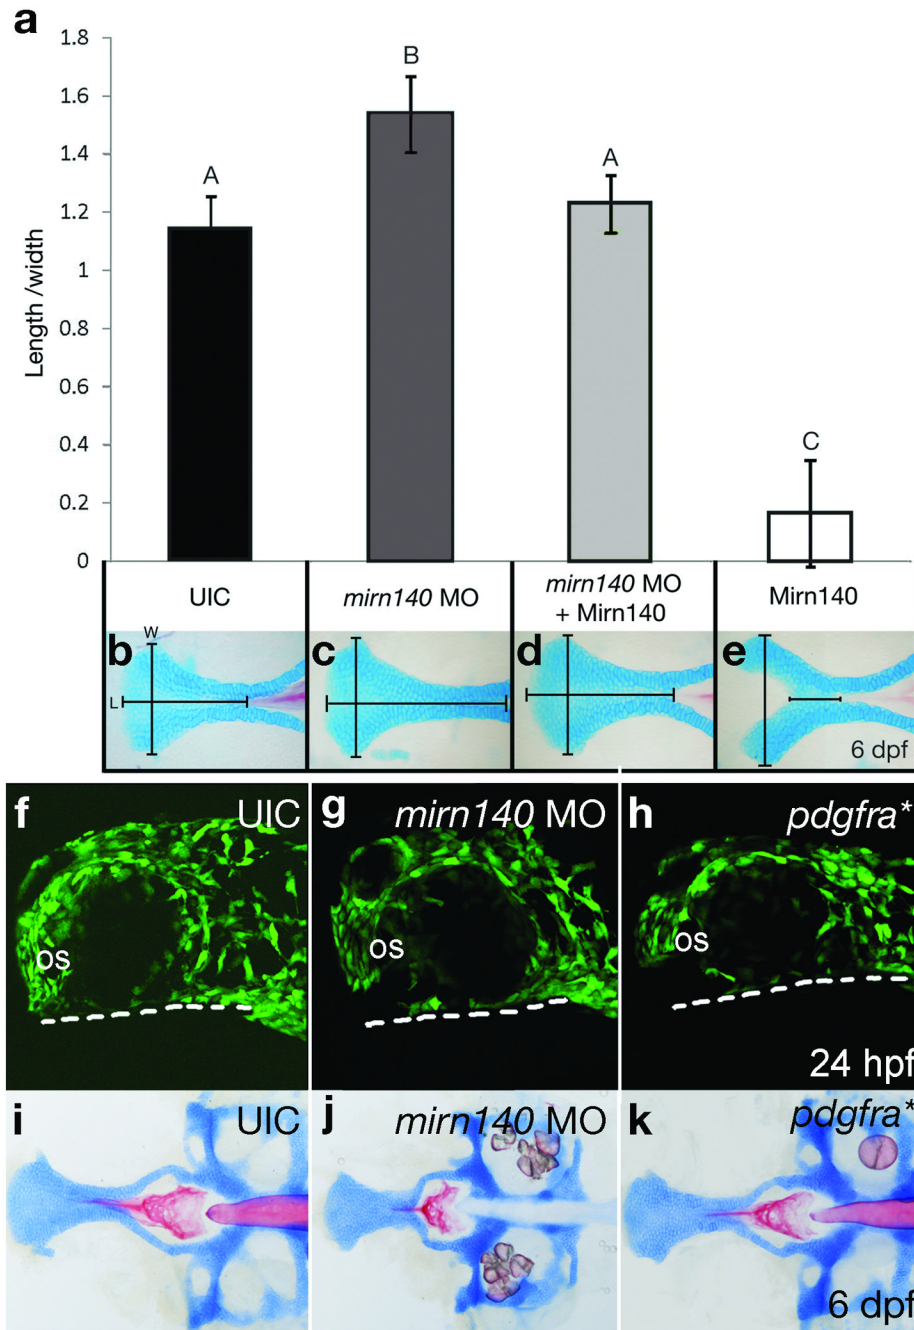 a
1.8
1.6
1.4
1.2
1
0.8
0.6
0.4
0.2
0
Length /width
A
B
A
C
UIC
mirn140 MO
mirn140 MO
+ Mirn140
Mirn140
b
W
L
c
d
e
6 dpf
f
UIC
os
g
mirn140 MO
os
h
pdgfra*
os
24 hpf
i
UIC
j
mirn140 MO
k
pdgfra*
6 dpf